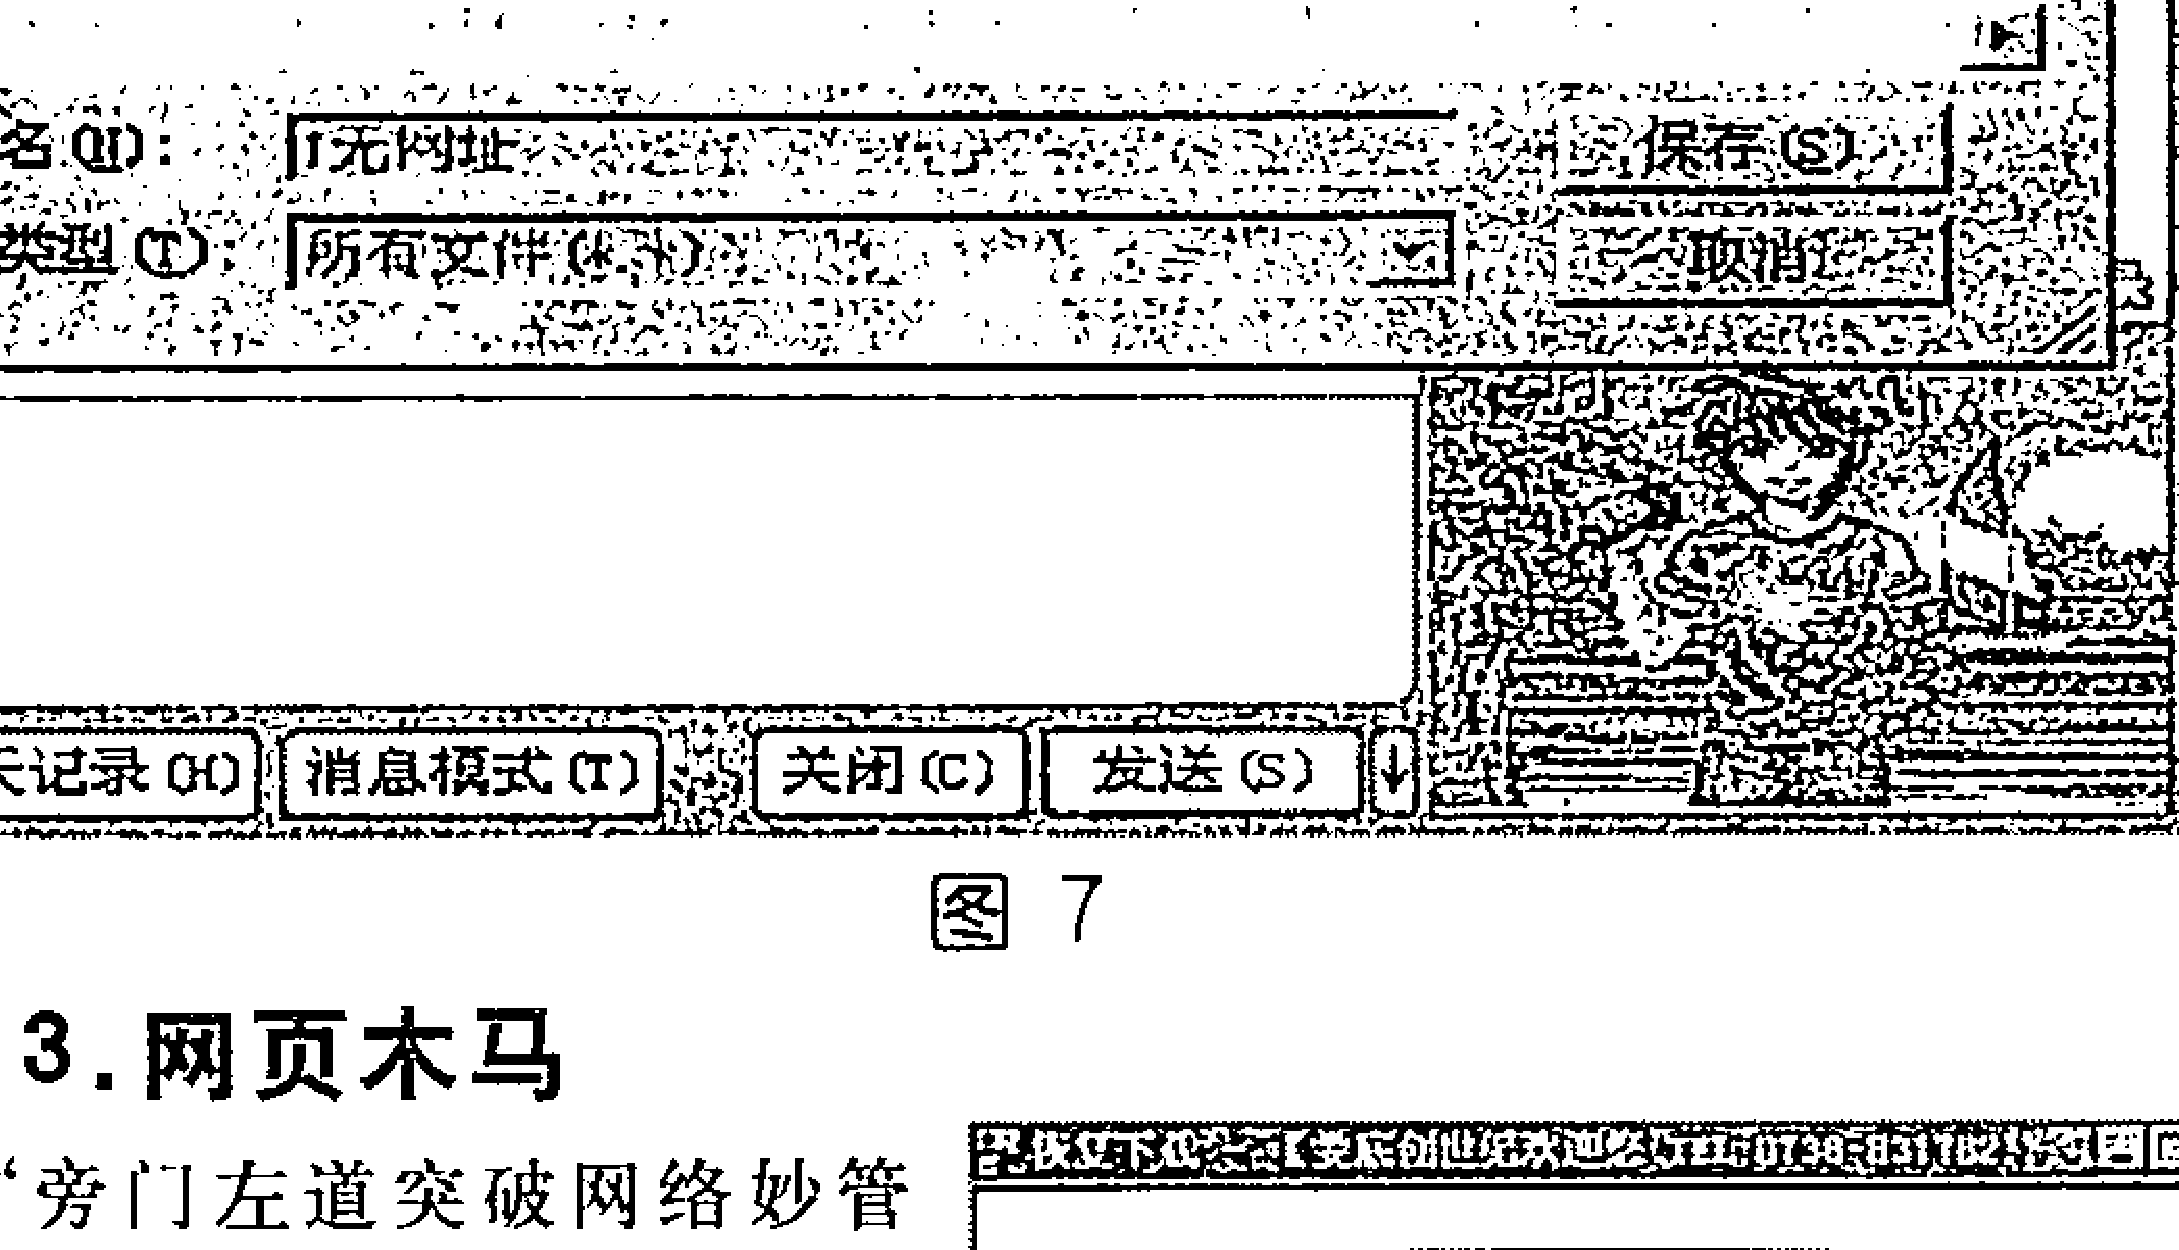 名(N)：
无网址
保存(S)
类型(T)：
所有文件(*.*)
取消
天记录(H)
消息模式(T)
关闭(C)
发送(S)
图 7
3.网页木马
“旁门左道突破网络妙管